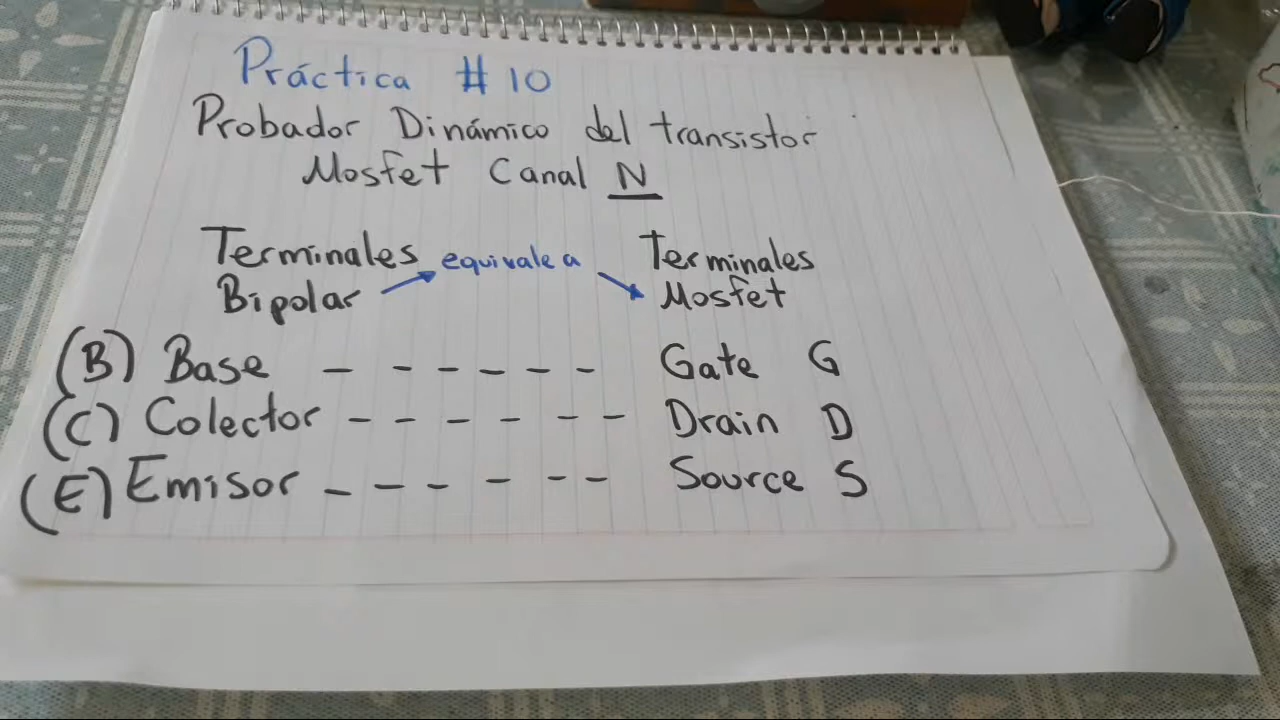 Práctica #10
Probador Dinámico del transistor
Mosfet Canal N
Terminales equivale a Terminales
Bipolar Mosfet
(B) Base - - - - - - Gate G
(C) Colector - - - - - - Drain D
(E) Emisor - - - - - - Source S